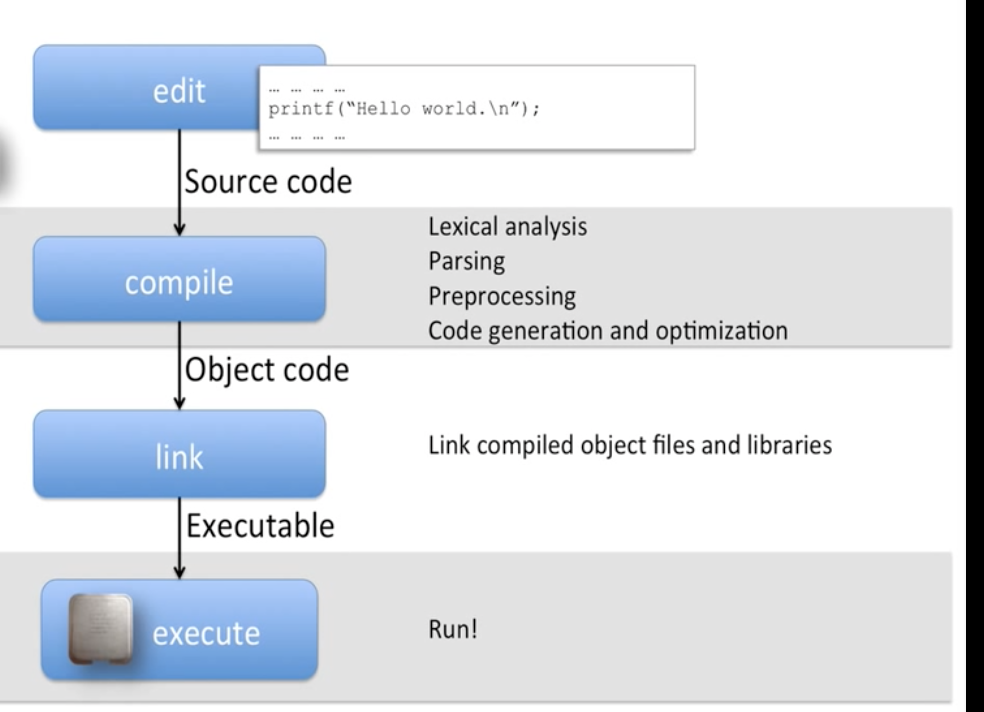 edit
… … … …
printf(“Hello world.\n”);
… … … …
Source code
compile
Lexical analysis
Parsing
Preprocessing
Code generation and optimization
Object code
link
Link compiled object files and libraries
Executable
execute
Run!